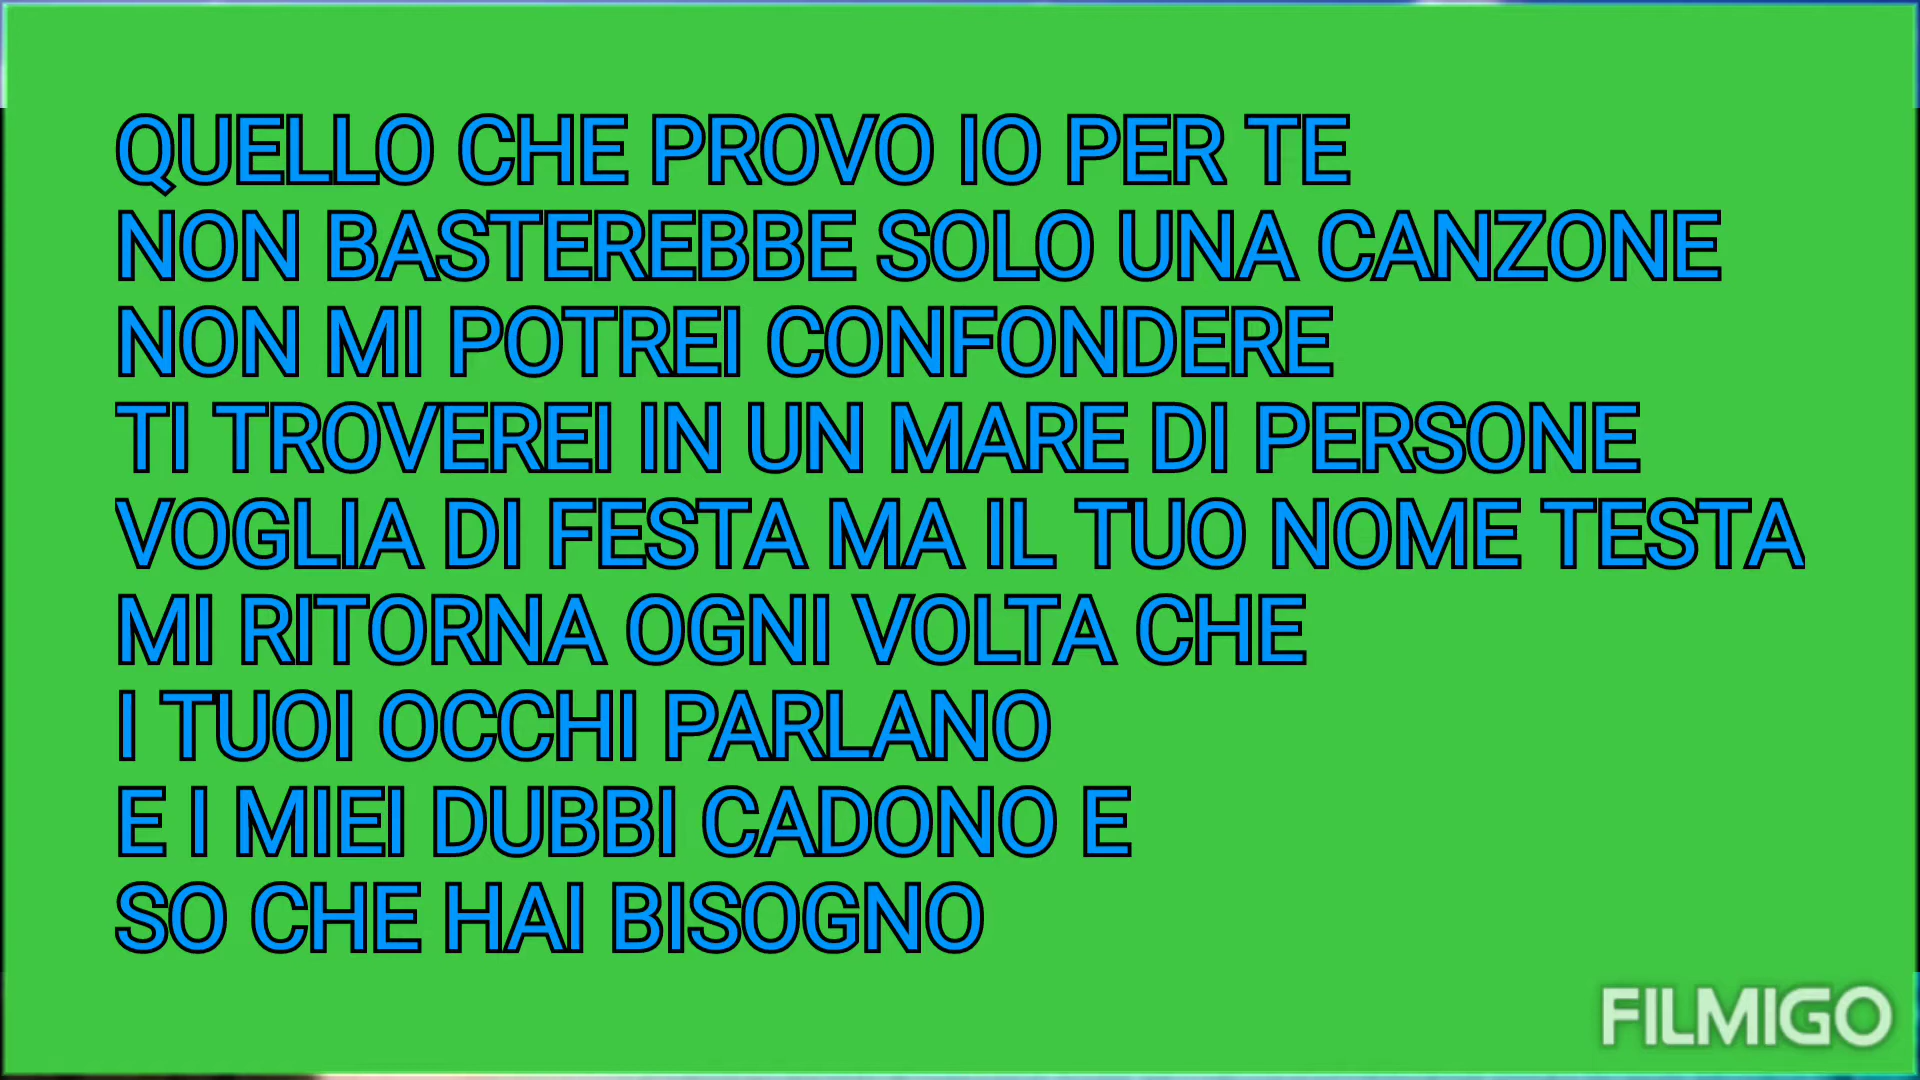 QUELLO CHE PROVO IO PER TE
NON BASTEREBBE SOLO UNA CANZONE
NON MI POTREI CONFONDERE
TI TROVEREI IN UN MARE DI PERSONE
VOGLIA DI FESTA MA IL TUO NOME TESTA
MI RITORNA OGNI VOLTA CHE
I TUOI OCCHI PARLANO
E I MIEI DUBBI CADONO E
SO CHE HAI BISOGNO
FILMIGO